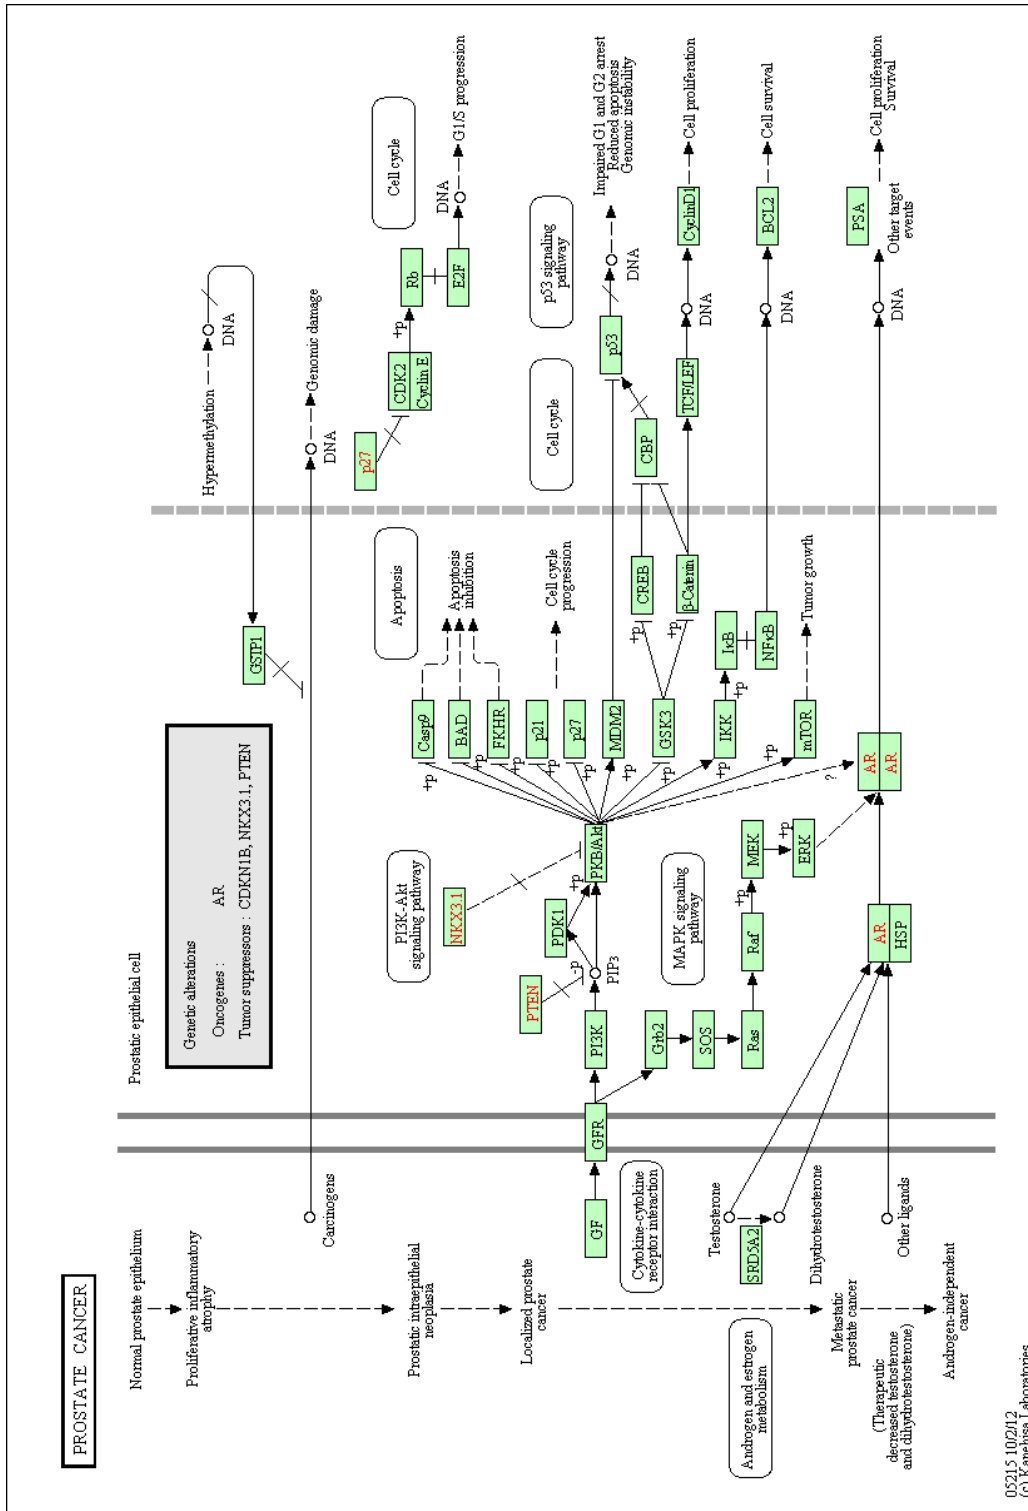 PROSTATE CANCER
Normal prostate epithelium
Proliferative inflammatory
atrophy
Prostatic intraepithelial
neoplasia
Localized prostate
cancer
Metastatic
prostate cancer
(Therapeutic
decreased testosterone
and dihydrotestosterone)
Androgen-independent
cancer
Prostatic epithelial cell
Genetic alterations
Oncogenes : AR
Tumor suppressors : CDKN1B, NKX3.1, PTEN
Hypermethylation
DNA
GSTP1
Carcinogens
DNA
Genomic damage
p27
CDK2
Cyclin E
+p
Rb
E2F
DNA
G1/S progression
Cell cycle
PI3K-Akt
signaling pathway
NKX3.1
Apoptosis
Casp9
BAD
FKHR
p21
p27
MDM2
GSK3
IKK
mTOR
+p
+p
+p
+p
+p
+p
+p
+p
+p
Apoptosis
inhibition
Cell cycle
progression
PTEN
-p
PIP3
PDK1
+p
PKB/Akt
GF
GFR
PI3K
Cytokine-cytokine
receptor interaction
Grb2
SOS
Ras
Raf
+p
MEK
+p
ERK
MAPK signaling
pathway
CREB
+p
β-Catenin
+p
CBP
Cell cycle
p53
p53 signaling
pathway
DNA
Impaired G1 and G2 arrest
Reduced apoptosis
Genomic instability
TCF/LEF
DNA
CyclinD1
Cell proliferation
+p
IκB
NFκB
DNA
BCL2
Cell survival
Tumor growth
?
AR
AR
Androgen and estrogen
metabolism
Testosterone
SRD5A2
Dihydrotestosterone
Other ligands
AR
HSP
DNA
PSA
Other target
events
Cell proliferation
Survival
05215 10/2/12
(c) Kanehisa Laboratories